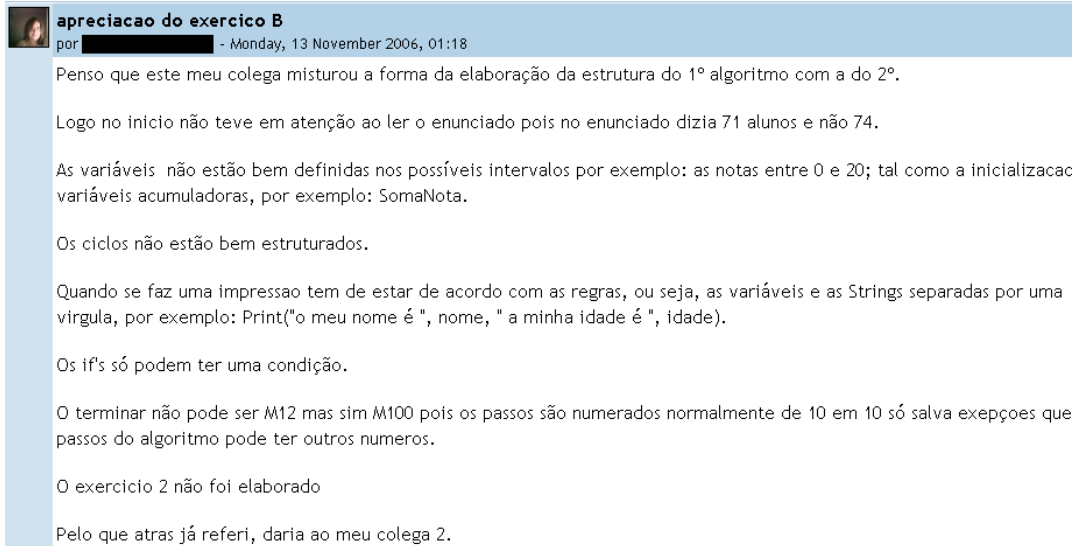 apreciacao do exercico B
por - Monday, 13 November 2006, 01:18
Penso que este meu colega misturou a forma da elaboração da estrutura do 1º algoritmo com a do 2º.
Logo no inicio não teve em atenção ao ler o enunciado pois no enunciado dizia 71 alunos e não 74.
As variáveis não estão bem definidas nos possíveis intervalos por exemplo: as notas entre 0 e 20; tal como a inicializacao
variáveis acumuladoras, por exemplo: SomaNota.
Os ciclos não estão bem estruturados.
Quando se faz uma impressao tem de estar de acordo com as regras, ou seja, as variáveis e as Strings separadas por uma
virgula, por exemplo: Print("o meu nome é ", nome, " a minha idade é ", idade).
Os if's só podem ter uma condição.
O terminar não pode ser M12 mas sim M100 pois os passos são numerados normalmente de 10 em 10 só salva exepçoes que
passos do algoritmo pode ter outros numeros.
O exercicio 2 não foi elaborado
Pelo que atras já referi, daria ao meu colega 2.